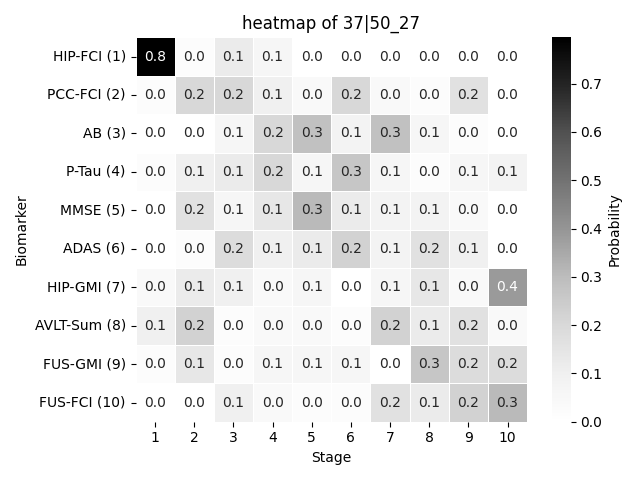 heatmap of 37|50_27
HIP-FCI (1) 0.8 0.0 0.1 0.1 0.0 0.0 0.0 0.0 0.0 0.0
PCC-FCI (2) 0.0 0.2 0.2 0.1 0.0 0.2 0.0 0.0 0.2 0.0
AB (3) 0.0 0.0 0.1 0.2 0.3 0.1 0.3 0.1 0.0 0.0
P-Tau (4) 0.0 0.1 0.1 0.2 0.1 0.3 0.1 0.0 0.1 0.1
MMSE (5) 0.0 0.2 0.1 0.1 0.3 0.1 0.1 0.1 0.0 0.0
ADAS (6) 0.0 0.0 0.2 0.1 0.1 0.2 0.1 0.2 0.1 0.0
HIP-GMI (7) 0.0 0.1 0.1 0.0 0.1 0.0 0.1 0.1 0.0 0.4
AVLT-Sum (8) 0.1 0.2 0.0 0.0 0.0 0.0 0.2 0.1 0.2 0.0
FUS-GMI (9) 0.0 0.1 0.0 0.1 0.1 0.1 0.0 0.3 0.2 0.2
FUS-FCI (10) 0.0 0.0 0.1 0.0 0.0 0.0 0.2 0.1 0.2 0.3
1 2 3 4 5 6 7 8 9 10
Stage
Biomarker
0.7
0.6
0.5
0.4
0.3
0.2
0.1
0.0
Probability